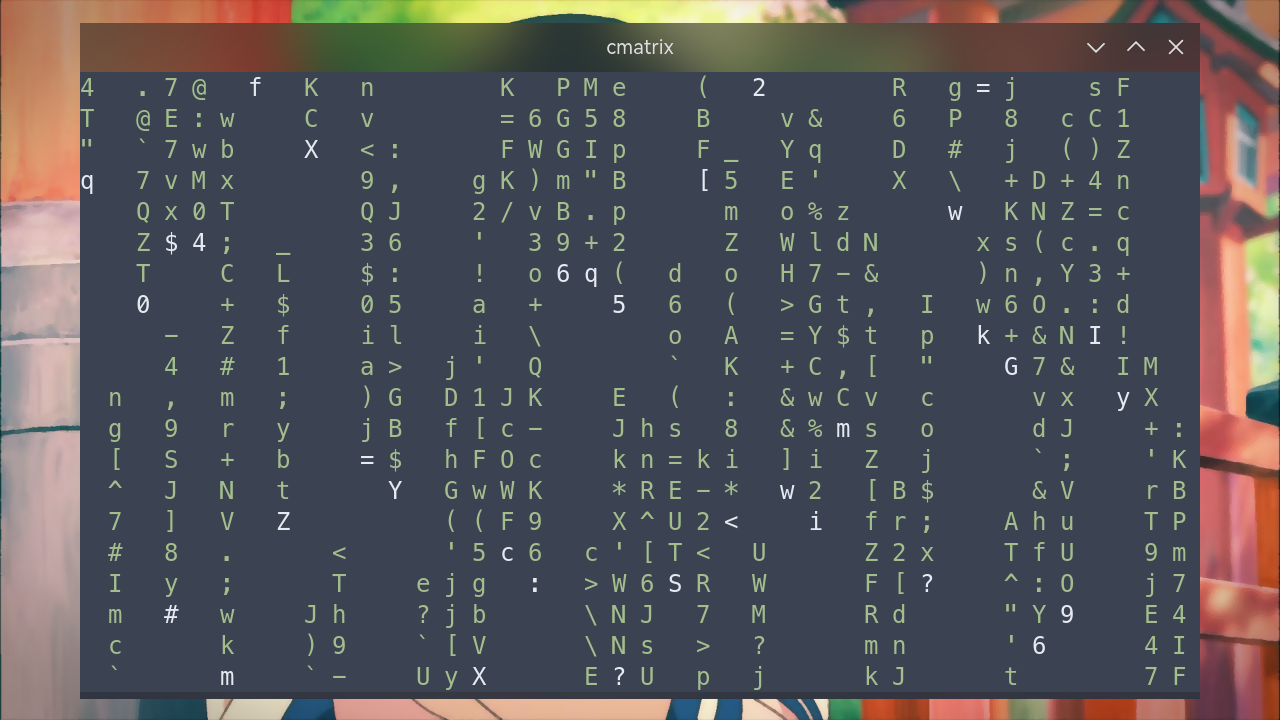 cmatrix
4 . 7 @ f K n K P M e ( 2 R g = j s F
T @ E : w C v = 6 G 5 8 B v & 6 P 8 c C 1
" ` 7 w b X < : F W G I p F _ Y q D # j ( ) Z
q 7 v M x 9 , g K ) m " B [ 5 E ' X \ + D + 4 n
Q x 0 T Q J 2 / v B . p m o % z w K N Z = c
Z $ 4 ; _ 3 6 ' 3 9 + 2 Z W l d N x s ( c . q
T C L $ : ! o 6 q ( d o H 7 - & ) n , Y 3 +
0 + $ 0 5 a + 5 6 ( > G t , I w 6 O . : d
- Z f i l i \ o A = Y $ t p k + & N I !
4 # 1 a > j ' Q ` K + C , [ " G 7 & I M
n , m ; ) G D 1 J K E ( : & w C v c v x y X
g 9 r y j B f [ c - J h s 8 & % m s o d J + :
[ S + b = $ h F O c k n = k i ] i Z j ` ; ' K
^ J N t Y G w W K * R E - * w 2 [ B $ & V r B
7 ] V Z ( ( F 9 X ^ U 2 < i f r ; A h u T P
# 8 . < ' 5 c 6 c ' [ T < U Z 2 x T f U 9 m
I y ; T e j g : > W 6 S R W F [ ? ^ : O j 7
m # w J h ? j b \ N J 7 M R d " Y 9 E 4
c k ) 9 ` [ V \ N s > ? m n ' 6 4 I
` m ` - U y X E ? U p j k J t 7 F